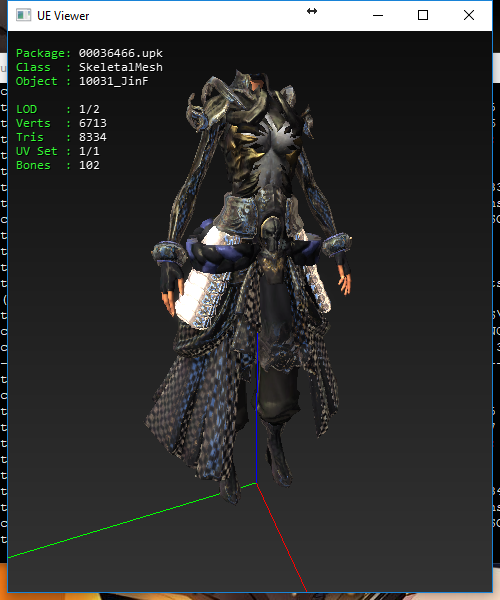 UE Viewer
Package: 00036466.upk
Class : SkeletalMesh
Object : 10031_JinF
LOD : 1/2
Verts : 6713
Tris : 8334
UV Set : 1/1
Bones : 102